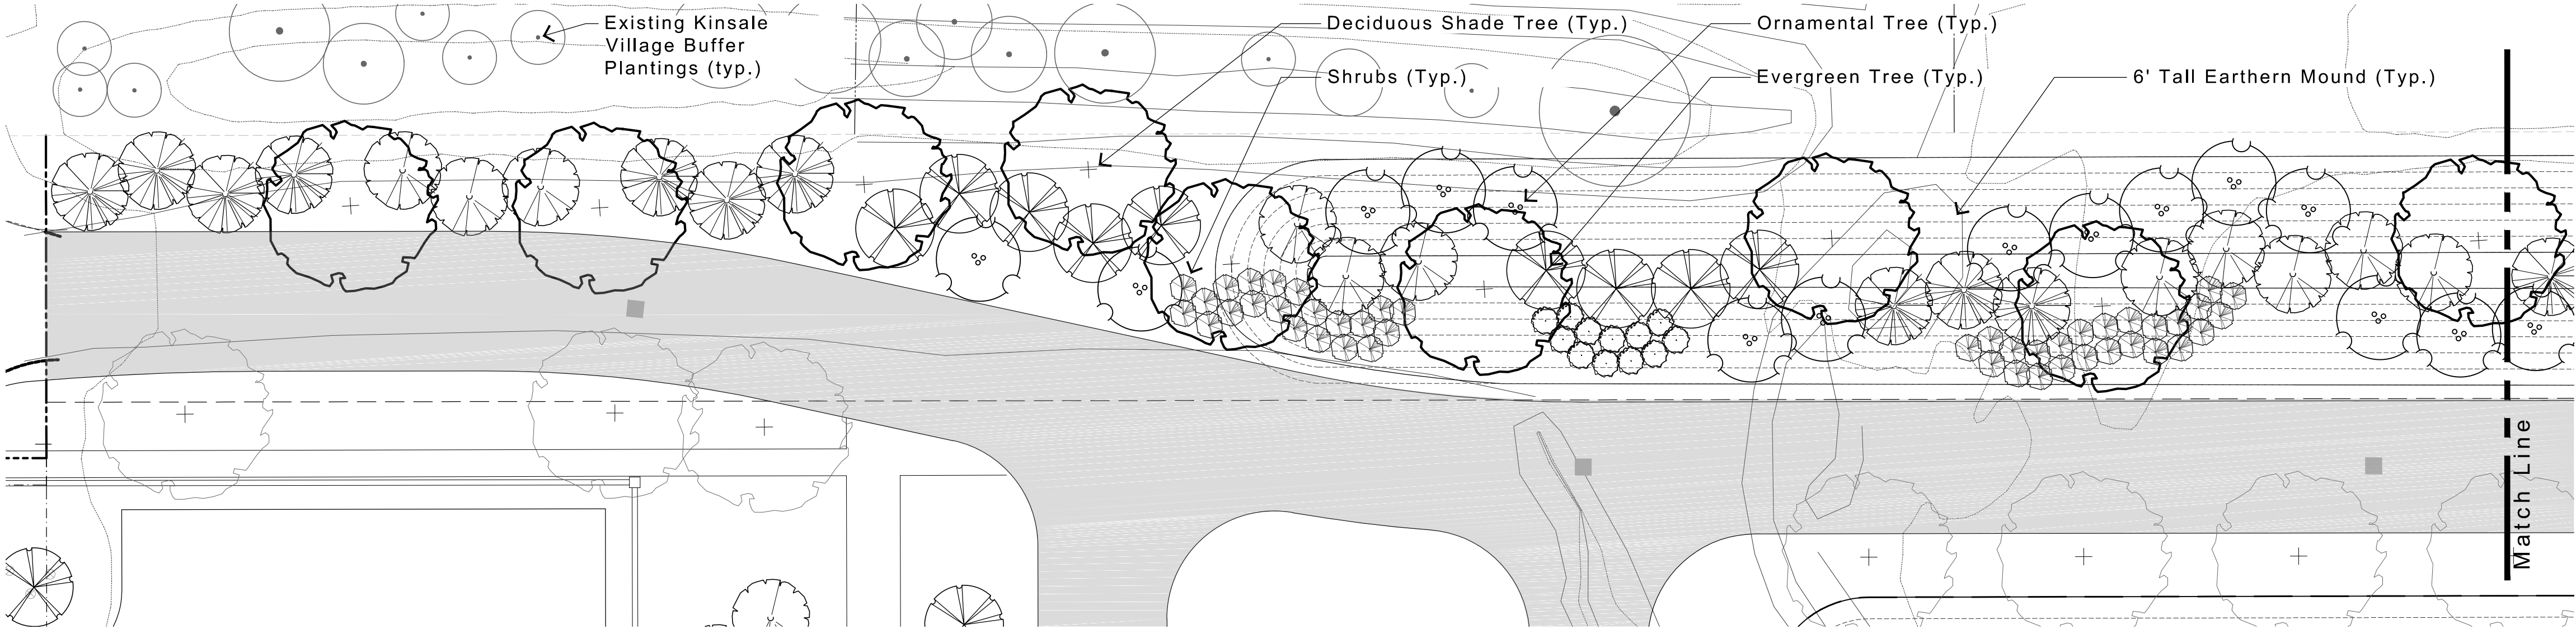 Existing Kinsale
Village Buffer
Plantings (typ.)
Deciduous Shade Tree (Typ.)
Ornamental Tree (Typ.)
Shrubs (Typ.)
Evergreen Tree (Typ.)
6' Tall Earthern Mound (Typ.)
Match Line